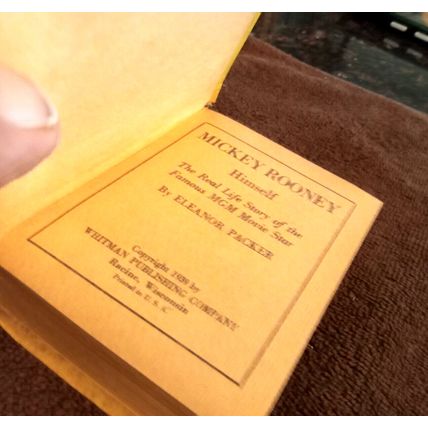 MICKEY ROONEY
Himself
The Real Life Story of the
Famous MGM Movie Star
By ELEANOR PACKER
Copyright 1939 by
WHITMAN PUBLISHING COMPANY
Racine, Wisconsin
Printed in U. S. A.